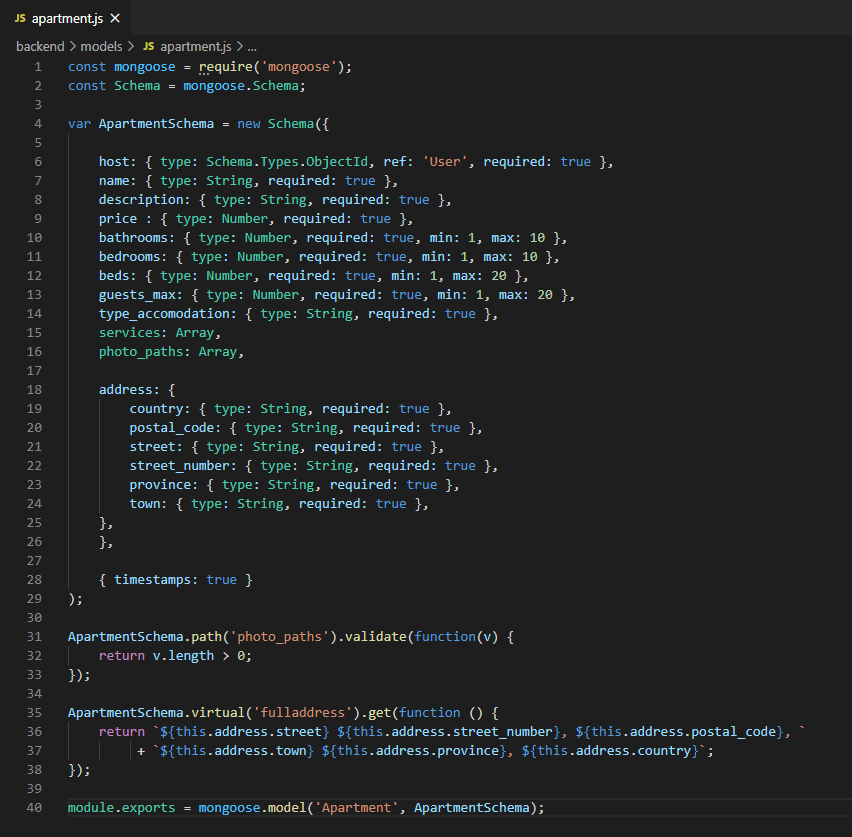 JS apartment.js ×
backend > models > JS apartment.js > ...
1 const mongoose = require('mongoose');
2 const Schema = mongoose.Schema;
3
4 var ApartmentSchema = new Schema({
5
6 host: { type: Schema.Types.ObjectId, ref: 'User', required: true },
7 name: { type: String, required: true },
8 description: { type: String, required: true },
9 price : { type: Number, required: true },
10 bathrooms: { type: Number, required: true, min: 1, max: 10 },
11 bedrooms: { type: Number, required: true, min: 1, max: 10 },
12 beds: { type: Number, required: true, min: 1, max: 20 },
13 guests_max: { type: Number, required: true, min: 1, max: 20 },
14 type_accomodation: { type: String, required: true },
15 services: Array,
16 photo_paths: Array,
17
18 address: {
19 country: { type: String, required: true },
20 postal_code: { type: String, required: true },
21 street: { type: String, required: true },
22 street_number: { type: String, required: true },
23 province: { type: String, required: true },
24 town: { type: String, required: true },
25 },
26 },
27
28 { timestamps: true }
29 );
30
31 ApartmentSchema.path('photo_paths').validate(function(v) {
32 return v.length > 0;
33 });
34
35 ApartmentSchema.virtual('fulladdress').get(function () {
36 return `${this.address.street} ${this.address.street_number}, ${this.address.postal_code}, `
37 + `${this.address.town} ${this.address.province}, ${this.address.country}`;
38 });
39
40 module.exports = mongoose.model('Apartment', ApartmentSchema);